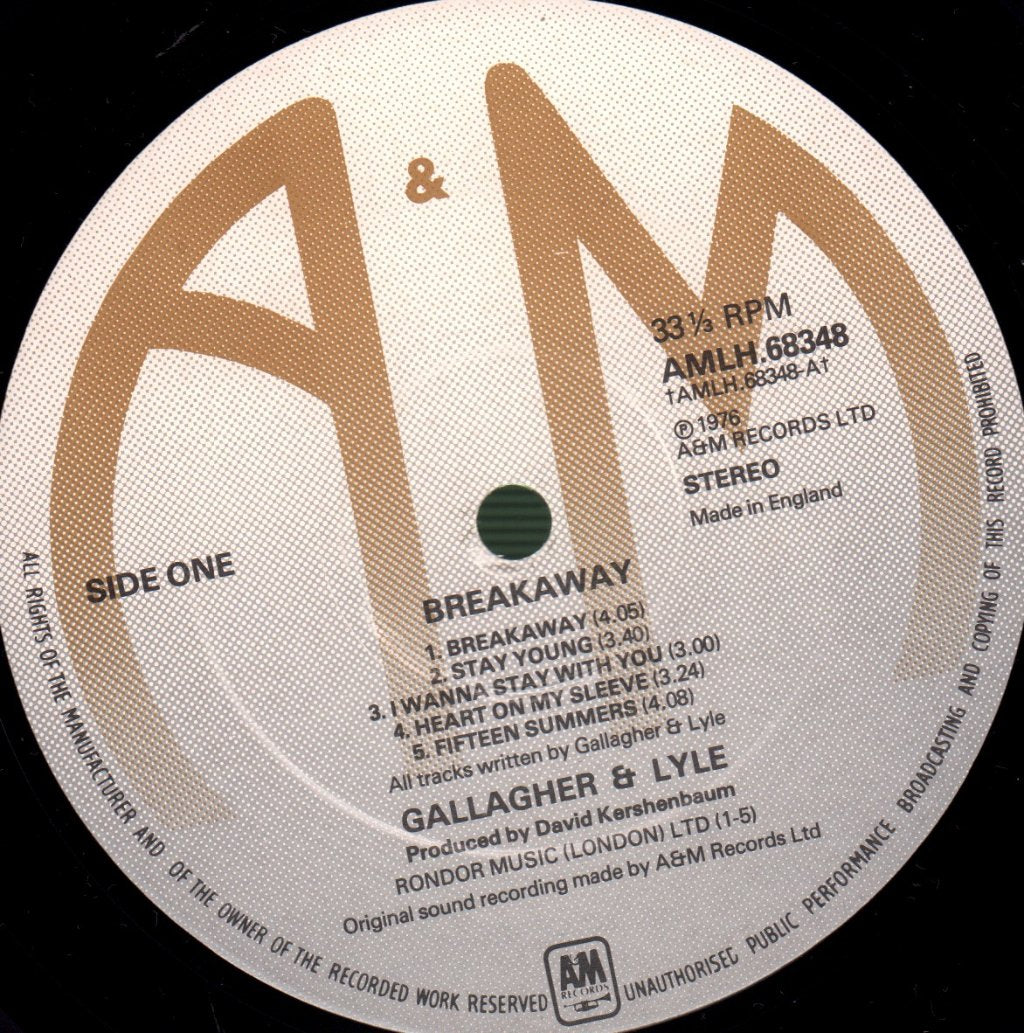 A & M
33⅓ RPM
AMLH.68348
†AMLH.68348-A†
Ⓟ 1976
A&M RECORDS LTD
STEREO
Made in England
SIDE ONE
BREAKAWAY
1. BREAKAWAY (4.05)
2. STAY YOUNG (3.40)
3. I WANNA STAY WITH YOU (3.00)
4. HEART ON MY SLEEVE (3.24)
5. FIFTEEN SUMMERS (4.08)
All tracks written by Gallagher & Lyle
GALLAGHER & LYLE
Produced by David Kershenbaum
RONDOR MUSIC (LONDON) LTD (1-5)
Original sound recording made by A&M Records Ltd
ALL RIGHTS OF THE MANUFACTURER AND OF THE OWNER OF THE RECORDED WORK RESERVED
A&M
RECORDS
UNAUTHORISED PUBLIC PERFORMANCE BROADCASTING AND COPYING OF THIS RECORD PROHIBITED